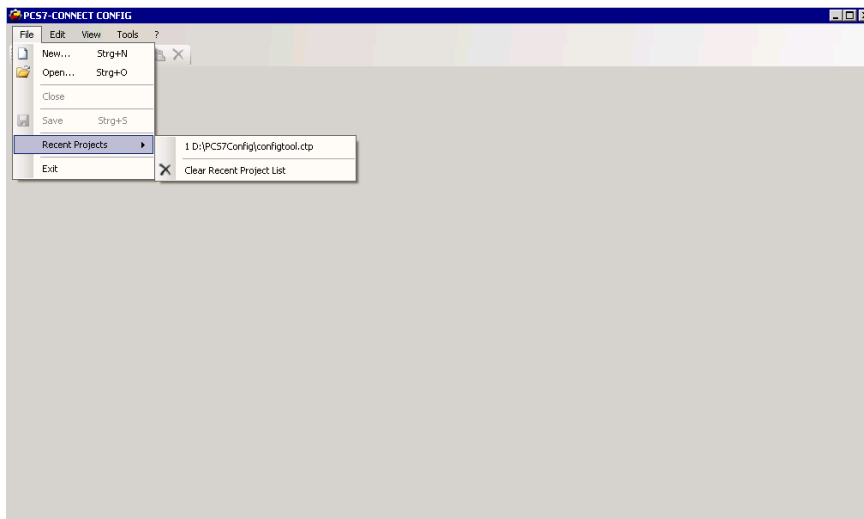 PCS7-CONNECT CONFIG
File Edit View Tools ?
New... Strg+N
Open... Strg+O
Close
Save Strg+S
Recent Projects
1 D:\PCS7Config\configtool.ctp
Clear Recent Project List
Exit